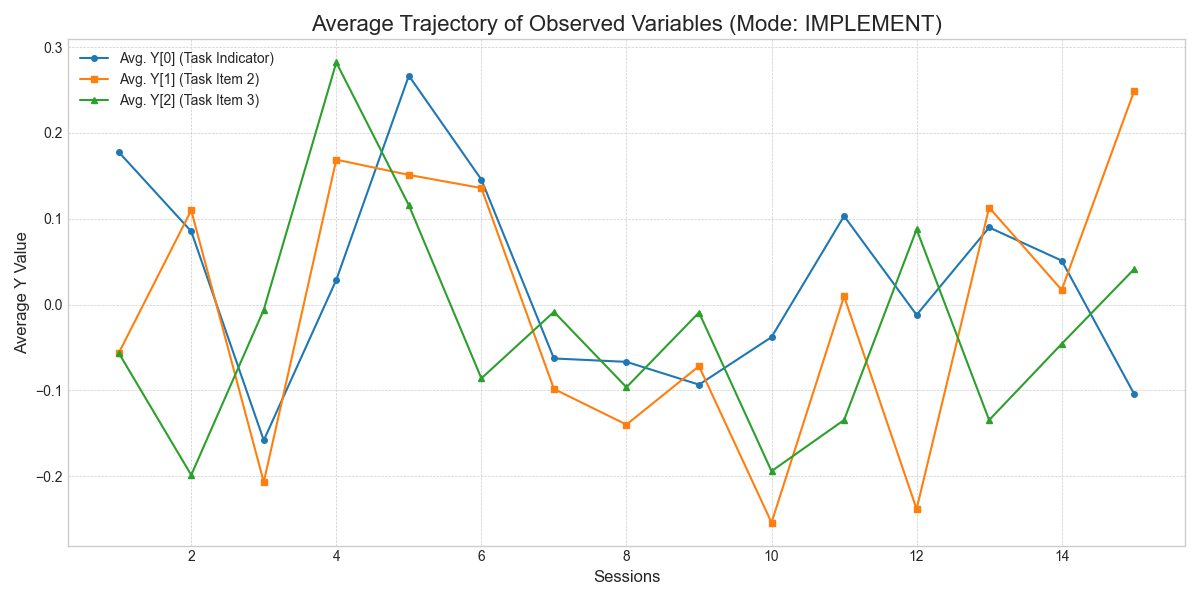 Average Trajectory of Observed Variables (Mode: IMPLEMENT)
Avg. Y[0] (Task Indicator)
Avg. Y[1] (Task Item 2)
Avg. Y[2] (Task Item 3)
Average Y Value
0.3
0.2
0.1
0.0
−0.1
−0.2
2 4 6 8 10 12 14
Sessions